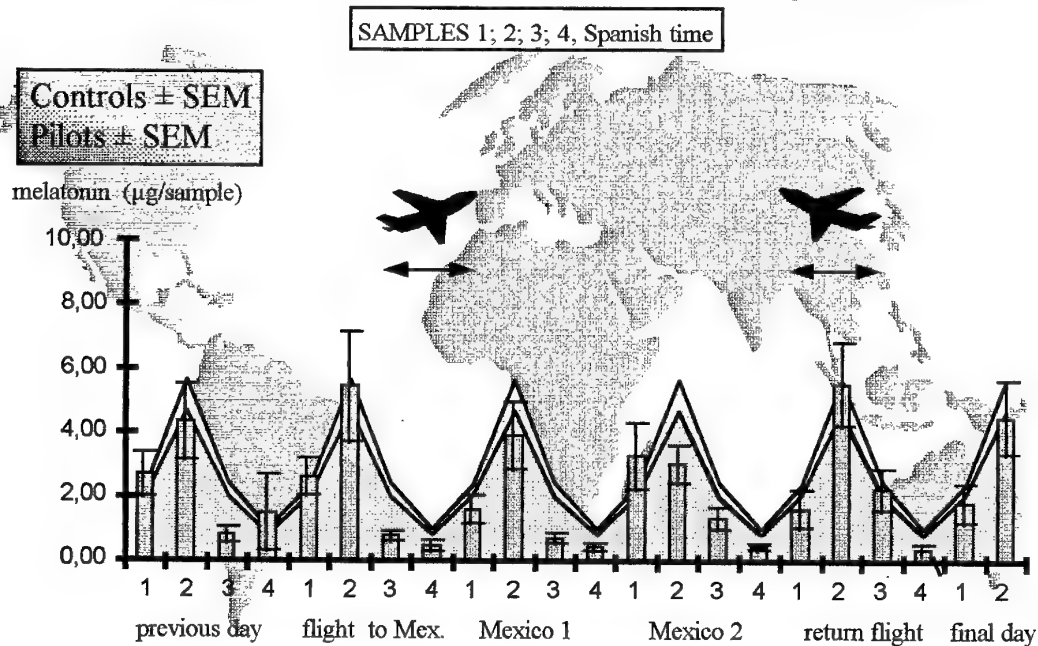 SAMPLES 1; 2; 3; 4, Spanish time
Controls ± SEM
Pilots ± SEM
melatonin (µg/sample)
10,00
8,00
6,00
4,00
2,00
0,00
1 2 3 4 1 2 3 4 1 2 3 4 1 2 3 4 1 2 3 4 1 2
previous day flight to Mex. Mexico 1 Mexico 2 return flight final day